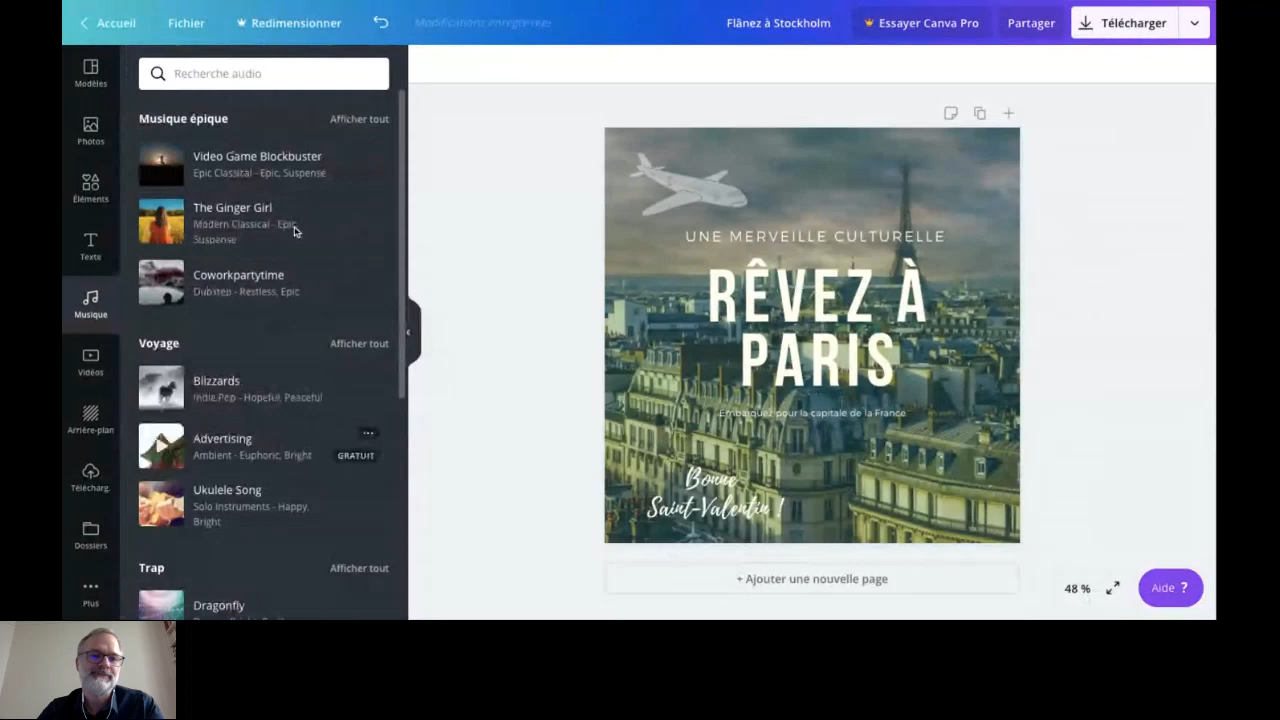 Accueil
Fichier
Redimensionner
Modifications enregistrées
Flânez à Stockholm
Essayer Canva Pro
Partager
Télécharger
Modèles
Photos
Éléments
Texte
Musique
Vidéos
Arrière-plan
Télécharg.
Dossiers
Plus
Recherche audio
Musique épique
Afficher tout
Video Game Blockbuster
Epic Classical - Epic, Suspense
The Ginger Girl
Modern Classical - Epic,
Suspense
Coworkpartytime
Dubstep - Restless, Epic
Voyage
Afficher tout
Blizzards
Indie Pop - Hopeful, Peaceful
Advertising
Ambient - Euphoric, Bright
GRATUIT
Ukulele Song
Solo Instruments - Happy,
Bright
Trap
Afficher tout
Dragonfly
UNE MERVEILLE CULTURELLE
RÊVEZ À
PARIS
Embarquez pour la capitale de la France
Bonne
Saint-Valentin !
+ Ajouter une nouvelle page
48 %
Aide ?